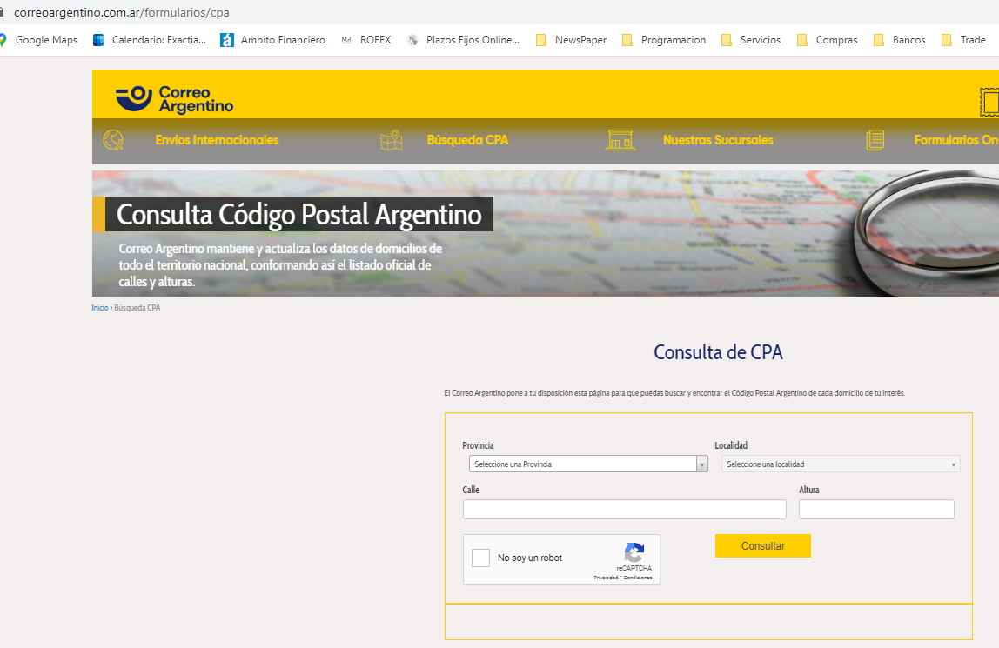 correoargentino.com.ar/formularios/cpa
Google Maps
Calendario: Exactia...
á
Ambito Financiero
ROFEX
Plazos Fijos Online...
NewsPaper
Programacion
Servicios
Compras
Bancos
Trade
Correo
Argentino
Envíos Internacionales
Búsqueda CPA
Nuestras Sucursales
Formularios On
Consulta Código Postal Argentino
Correo Argentino mantiene y actualiza los datos de domicilios de
todo el territorio nacional, conformando así el listado oficial de
calles y alturas.
Inicio › Búsqueda CPA
Consulta de CPA
El Correo Argentino pone a tu disposición esta página para que puedas buscar y encontrar el Código Postal Argentino de cada domicilio de tu interés.
Provincia
Localidad
Seleccione una Provincia
Seleccione una localidad
Calle
Altura
No soy un robot
reCAPTCHA
Privacidad - Condiciones
Consultar